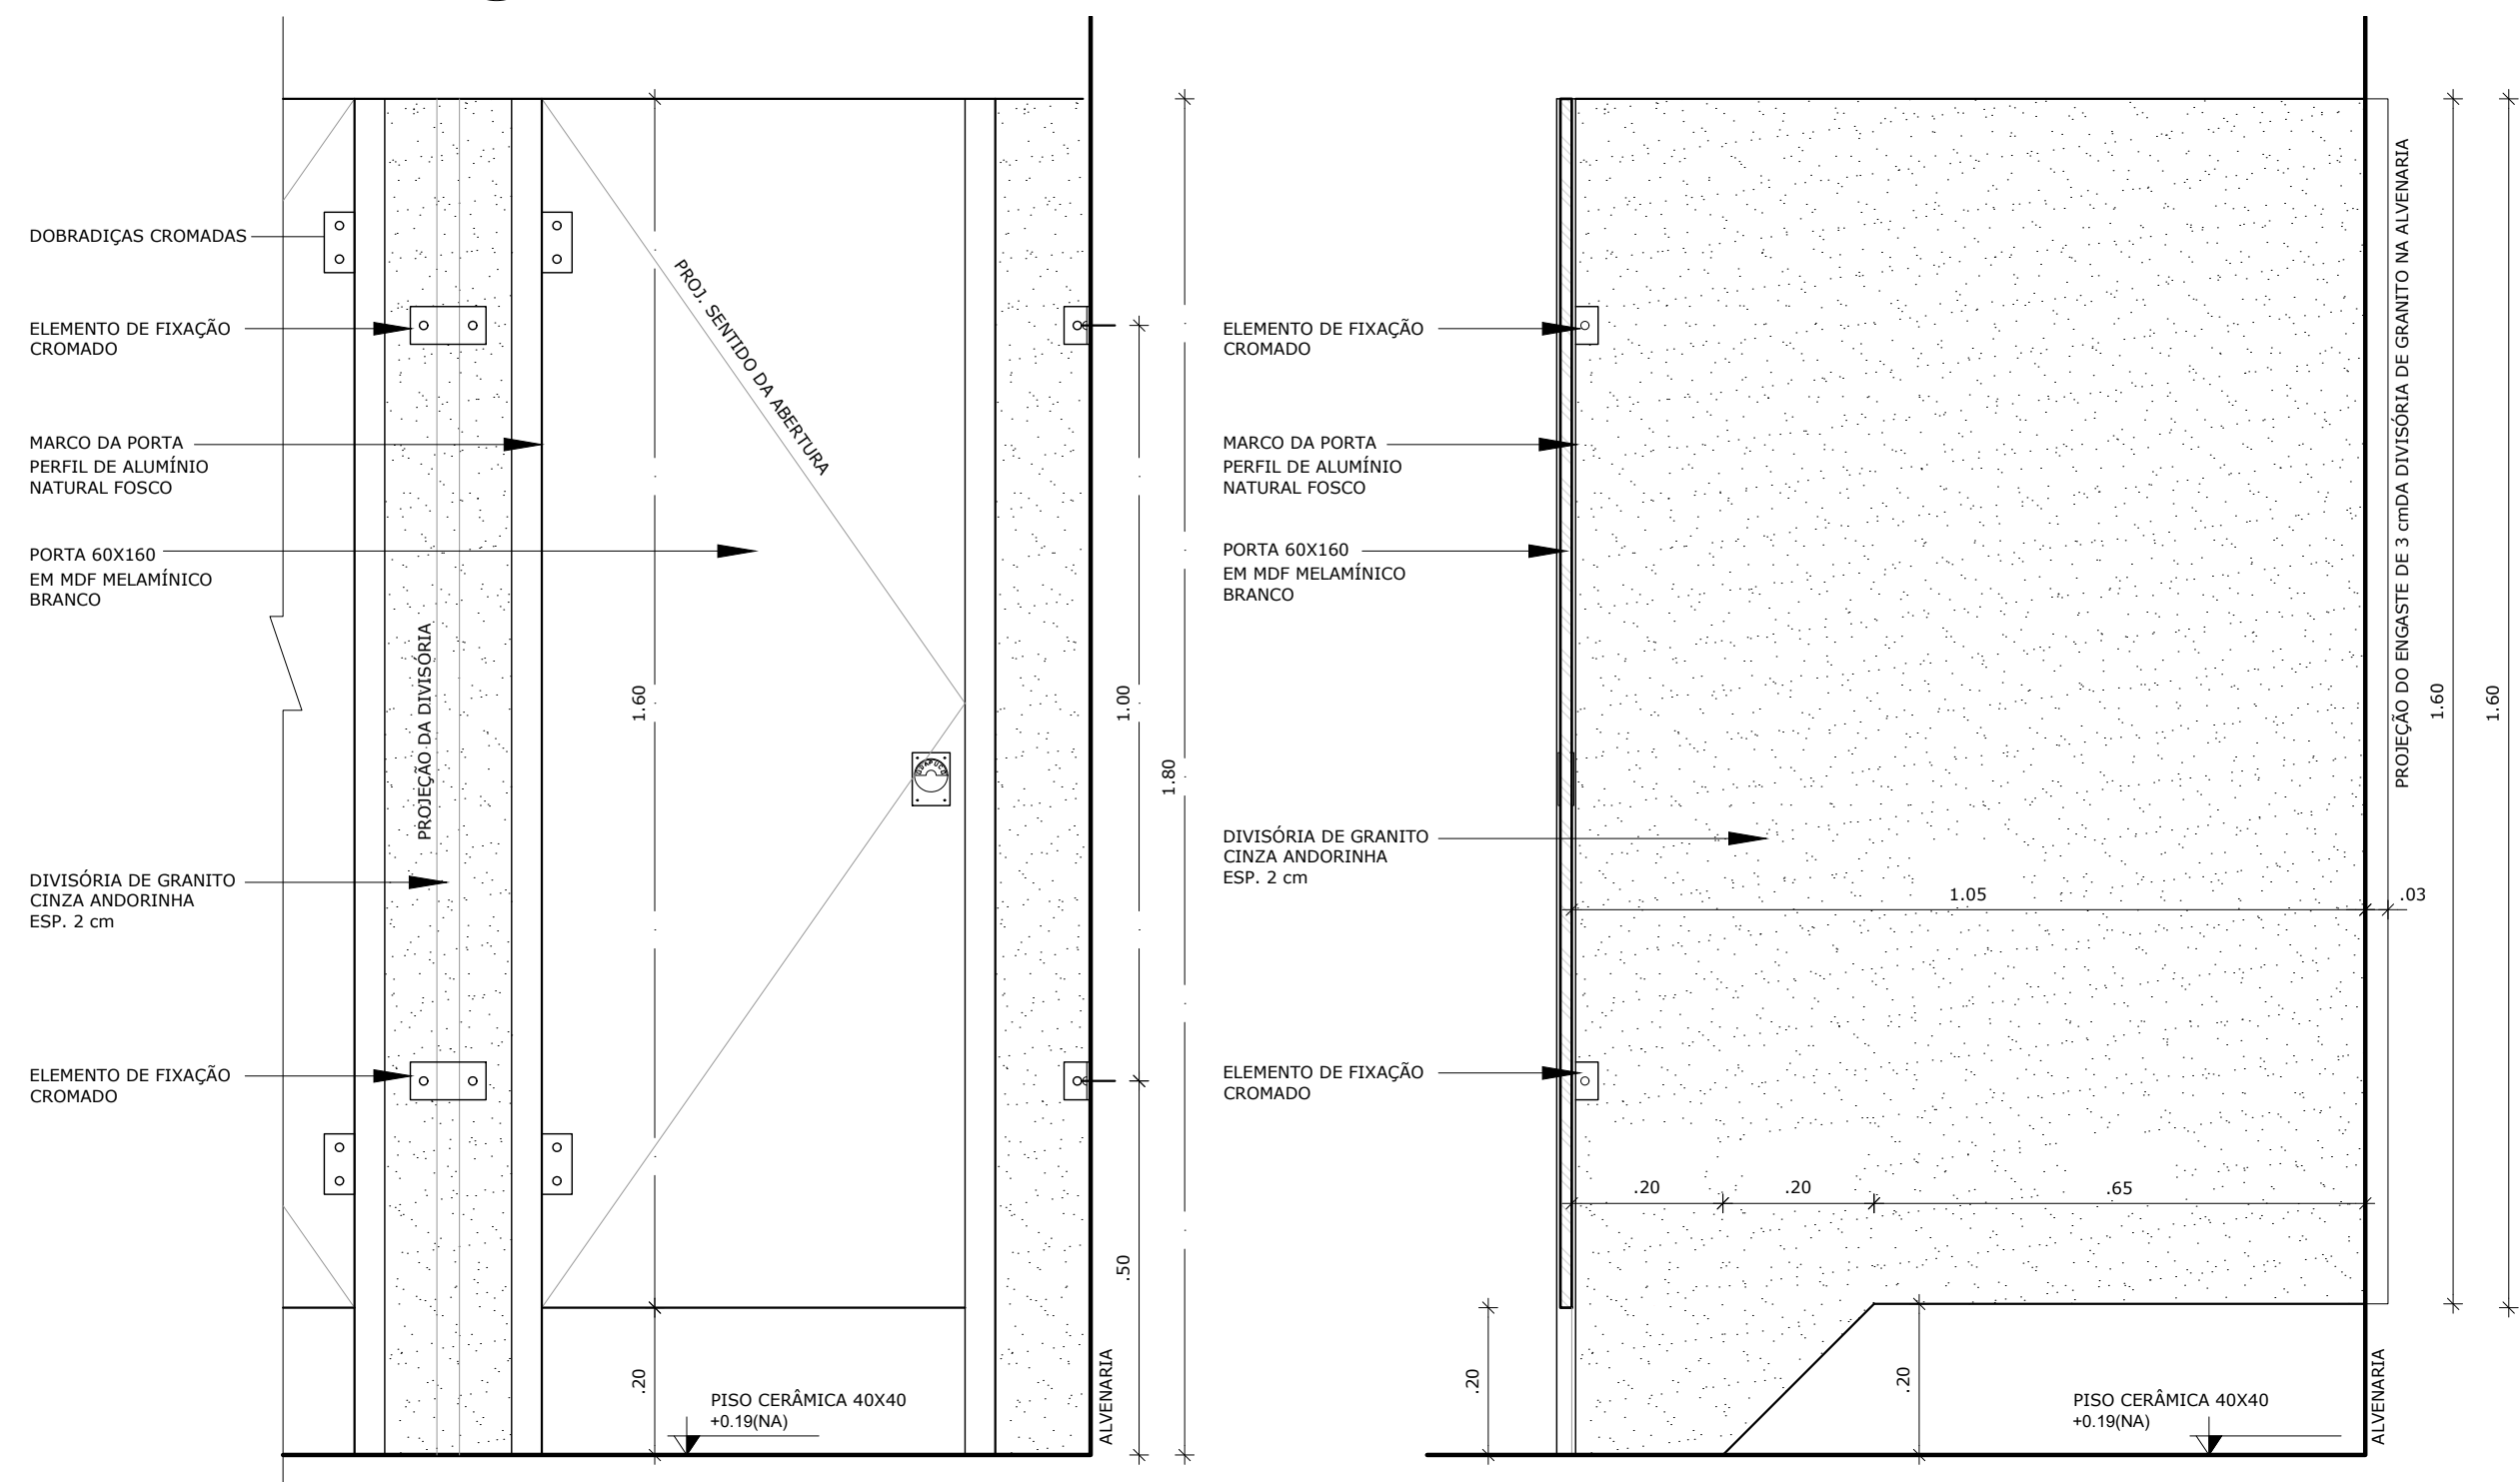 DOBRADIÇAS CROMADAS
ELEMENTO DE FIXAÇÃO
CROMADO
MARCO DA PORTA
PERFIL DE ALUMÍNIO
NATURAL FOSCO
PORTA 60X160
EM MDF MELAMÍNICO
BRANCO
DIVISÓRIA DE GRANITO
CINZA ANDORINHA
ESP. 2 cm
ELEMENTO DE FIXAÇÃO
CROMADO
PROJEÇÃO DA DIVISÓRIA
PROJ. SENTIDO DA ABERTURA
1.60
.20
PISO CERÂMICA 40X40
+0.19(NA)
ALVENARIA
1.00
.50
1.80
ELEMENTO DE FIXAÇÃO
CROMADO
MARCO DA PORTA
PERFIL DE ALUMÍNIO
NATURAL FOSCO
PORTA 60X160
EM MDF MELAMÍNICO
BRANCO
DIVISÓRIA DE GRANITO
CINZA ANDORINHA
ESP. 2 cm
ELEMENTO DE FIXAÇÃO
CROMADO
1.05
.03
.20
.20
.65
.20
.20
PISO CERÂMICA 40X40
+0.19(NA)
ALVENARIA
PROJEÇÃO DO ENGASTE DE 3 cmDA DIVISÓRIA DE GRANITO NA ALVENARIA
1.60
1.60